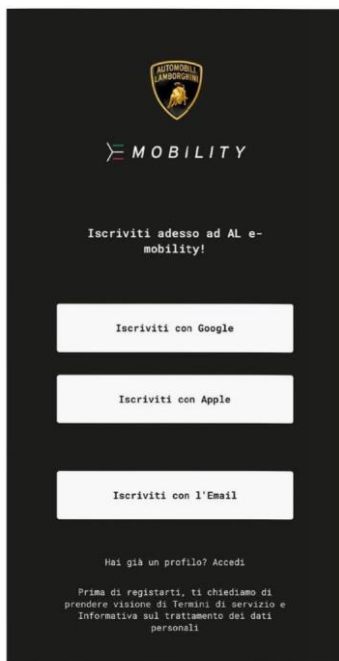 AUTOMOBILI
LAMBORGHINI
MOBILITY
Iscriviti adesso ad AL e-
mobility!
Iscriviti con Google
Iscriviti con Apple
Iscriviti con l'Email
Hai già un profilo? Accedi
Prima di registarti, ti chiediamo di
prendere visione di Termini di servizio e
Informativa sul trattamento dei dati
personali